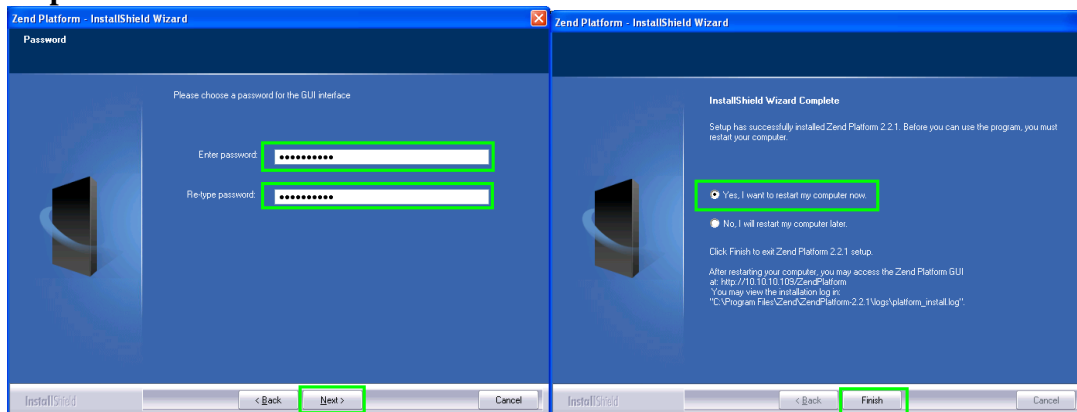 Zend Platform - InstallShield Wizard
Password
Please choose a password for the GUI interface
Enter password:
Re-type password:
InstallShield
< Back
Next >
Cancel
Zend Platform - InstallShield Wizard
InstallShield Wizard Complete
Setup has successfully installed Zend Platform 2.2.1. Before you can use the program, you must
restart your computer.
Yes, I want to restart my computer now.
No, I will restart my computer later.
Click Finish to exit Zend Platform 2.2.1 setup.
After restarting your computer, you may access the Zend Platform GUI
at: http://10.10.10.109/ZendPlatform
You may view the installation log in:
"C:\Program Files\Zend\ZendPlatform-2.2.1\logs\platform_install.log".
InstallShield
< Back
Finish
Cancel